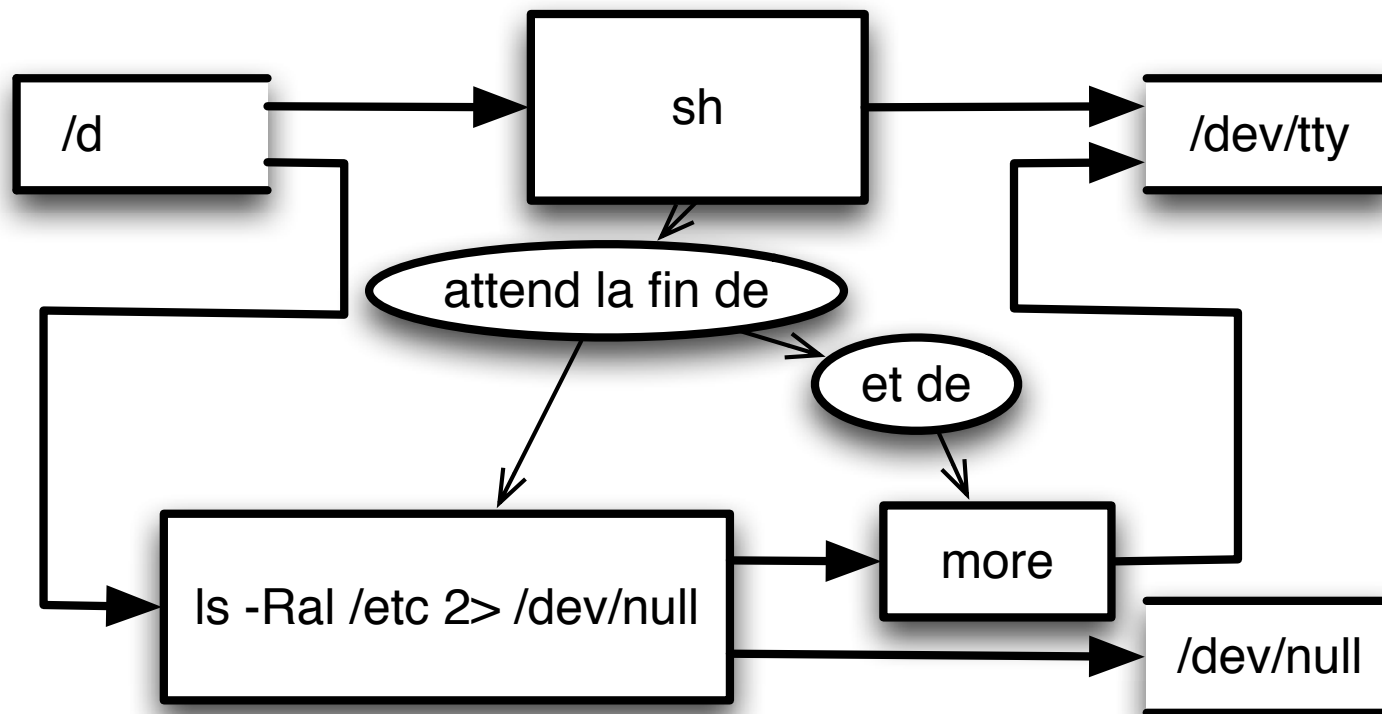 /d
sh
/dev/tty
attend la fin de
et de
more
ls -Ral /etc 2> /dev/null
/dev/null